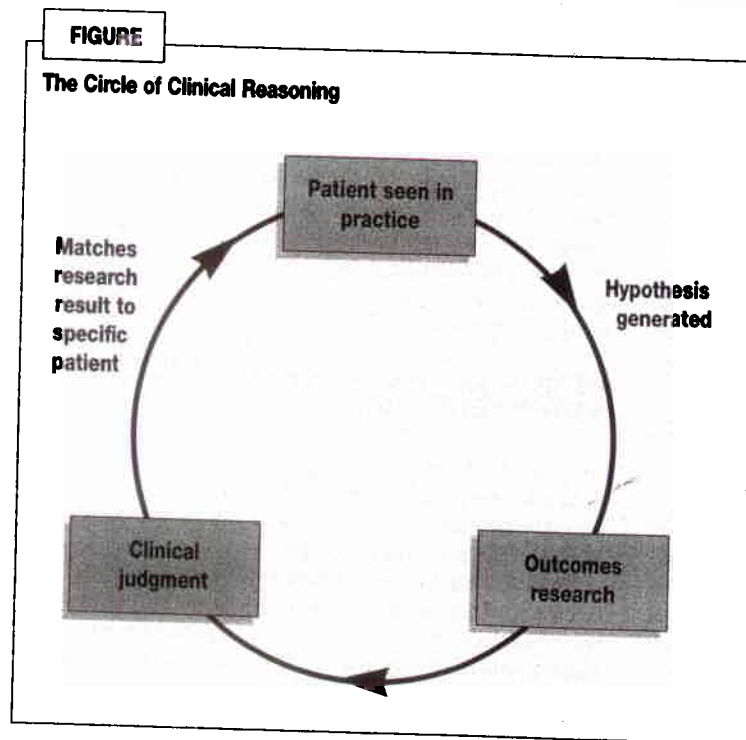 FIGURE
The Circle of Clinical Reasoning
Patient seen in
practice
Matches
research
result to
specific
patient
Hypothesis
generated
Clinical
judgment
Outcomes
research